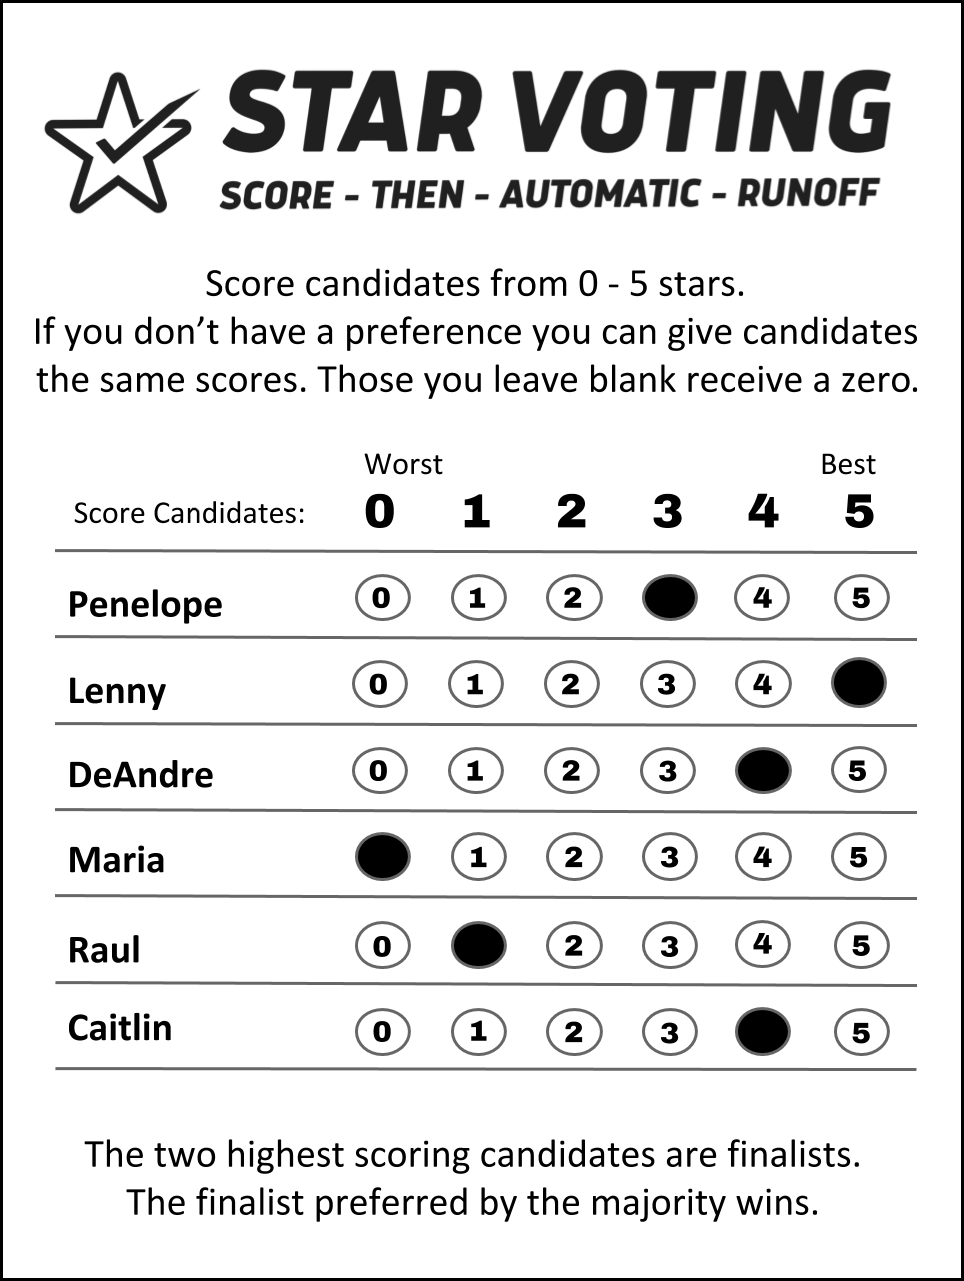 STAR VOTING
SCORE - THEN - AUTOMATIC - RUNOFF
Score candidates from 0 - 5 stars.
If you don’t have a preference you can give candidates
the same scores. Those you leave blank receive a zero.
Worst Best
Score Candidates: 0 1 2 3 4 5
Penelope 0 1 2 4 5
Lenny 0 1 2 3 4
DeAndre 0 1 2 3 5
Maria 1 2 3 4 5
Raul 0 2 3 4 5
Caitlin 0 1 2 3 5
The two highest scoring candidates are finalists.
The finalist preferred by the majority wins.